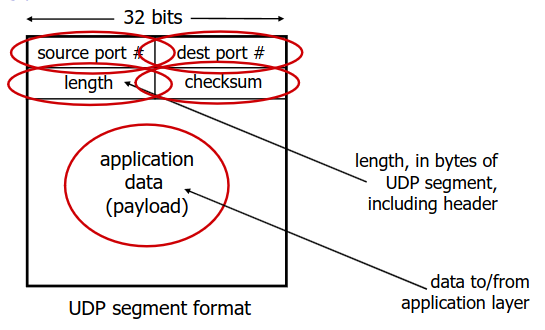 32 bits
source port # dest port #
length checksum
application
data
(payload)
length, in bytes of
UDP segment,
including header
data to/from
application layer
UDP segment format